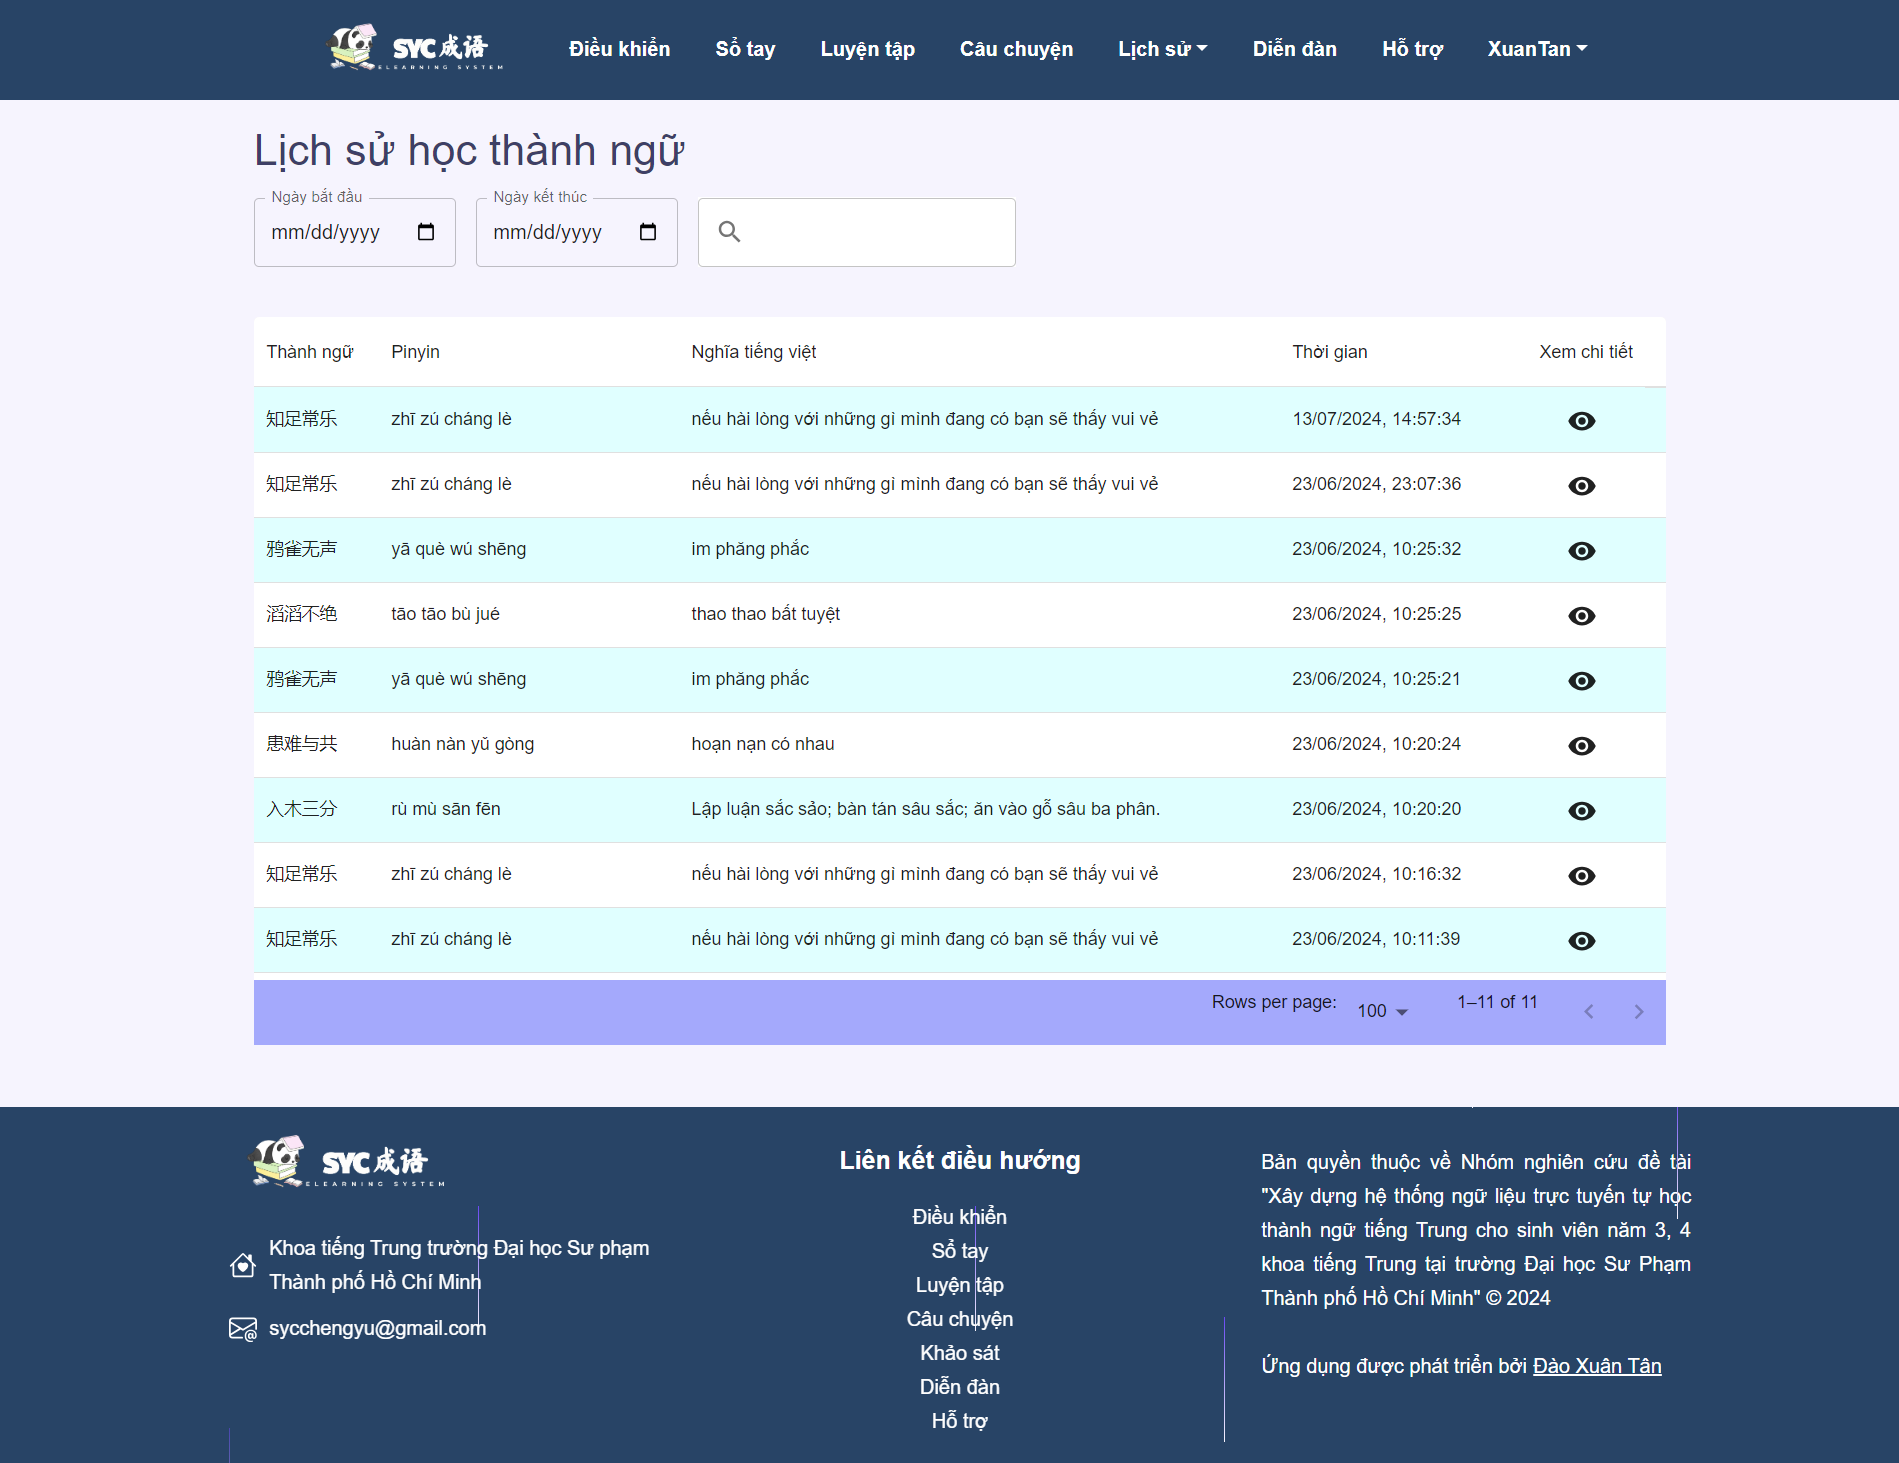 SYC成语
ELEARNING SYSTEM
Điều khiển Sổ tay Luyện tập Câu chuyện Lịch sử Diễn đàn Hỗ trợ XuanTan
Lịch sử học thành ngữ
Ngày bắt đầu Ngày kết thúc
mm/dd/yyyy mm/dd/yyyy
Thành ngữ Pinyin Nghĩa tiếng việt Thời gian Xem chi tiết
知足常乐 zhī zú cháng lè nếu hài lòng với những gì mình đang có bạn sẽ thấy vui vẻ 13/07/2024, 14:57:34
知足常乐 zhī zú cháng lè nếu hài lòng với những gì mình đang có bạn sẽ thấy vui vẻ 23/06/2024, 23:07:36
鸦雀无声 yā què wú shēng im phăng phắc 23/06/2024, 10:25:32
滔滔不绝 tāo tāo bù jué thao thao bất tuyệt 23/06/2024, 10:25:25
鸦雀无声 yā què wú shēng im phăng phắc 23/06/2024, 10:25:21
患难与共 huàn nàn yǔ gòng hoạn nạn có nhau 23/06/2024, 10:20:24
入木三分 rù mù sān fēn Lập luận sắc sảo; bàn tán sâu sắc; ăn vào gỗ sâu ba phân. 23/06/2024, 10:20:20
知足常乐 zhī zú cháng lè nếu hài lòng với những gì mình đang có bạn sẽ thấy vui vẻ 23/06/2024, 10:16:32
知足常乐 zhī zú cháng lè nếu hài lòng với những gì mình đang có bạn sẽ thấy vui vẻ 23/06/2024, 10:11:39
Rows per page: 100 1–11 of 11
SYC成语
ELEARNING SYSTEM
Khoa tiếng Trung trường Đại học Sư phạm
Thành phố Hồ Chí Minh
sycchengyu@gmail.com
Liên kết điều hướng
Điều khiển
Sổ tay
Luyện tập
Câu chuyện
Khảo sát
Diễn đàn
Hỗ trợ
Bản quyền thuộc về Nhóm nghiên cứu đề tài
"Xây dựng hệ thống ngữ liệu trực tuyến tự học
thành ngữ tiếng Trung cho sinh viên năm 3, 4
khoa tiếng Trung tại trường Đại học Sư Phạm
Thành phố Hồ Chí Minh" © 2024
Ứng dụng được phát triển bởi Đào Xuân Tân